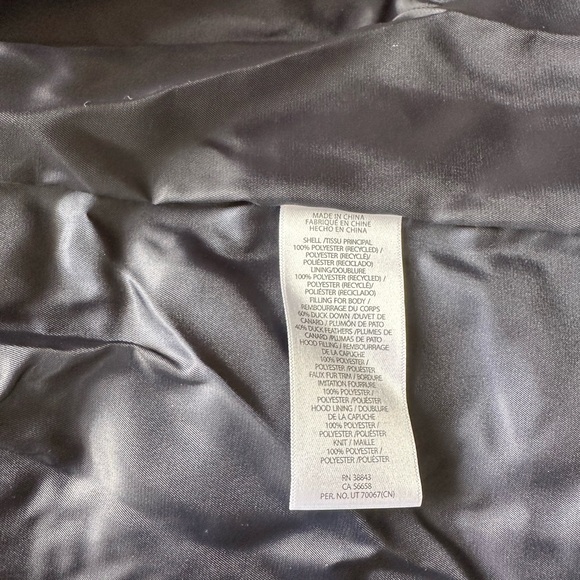 MADE IN CHINA
FABRIQUÉ EN CHINE
HECHO EN CHINA
SHELL /TISSU PRINCIPAL
100% POLYESTER (RECYCLED) /
POLYESTER (RECYCLÉ)/
POLIÉSTER (RECICLADO)
LINING/DOUBLURE
100% POLYESTER (RECYCLED) /
POLYESTER (RECYCLÉ)/
POLIÉSTER (RECICLADO)
FILLING FOR BODY /
REMBOURRAGE DU CORPS
60% DUCK DOWN /DUVET DE
CANARD / PLUMÓN DE PATO
40% DUCK FEATHERS /PLUMES DE
CANARD /PLUMAS DE PATO
HOOD FILLING / REMBOURRAGE
DE LA CAPUCHE
100% POLYESTER /
POLYESTER /POLIÉSTER
FAUX FUR TRIM / BORDURE
IMITATION FOURRURE
100% POLYESTER /
POLYESTER /POLIÉSTER
HOOD LINING / DOUBLURE
DE LA CAPUCHE
100% POLYESTER /
POLYESTER /POLIÉSTER
KNIT / MAILLE
100% POLYESTER /
POLYESTER /POLIÉSTER
RN 38643
CA 56658
PER. NO. UT 70067(CN)